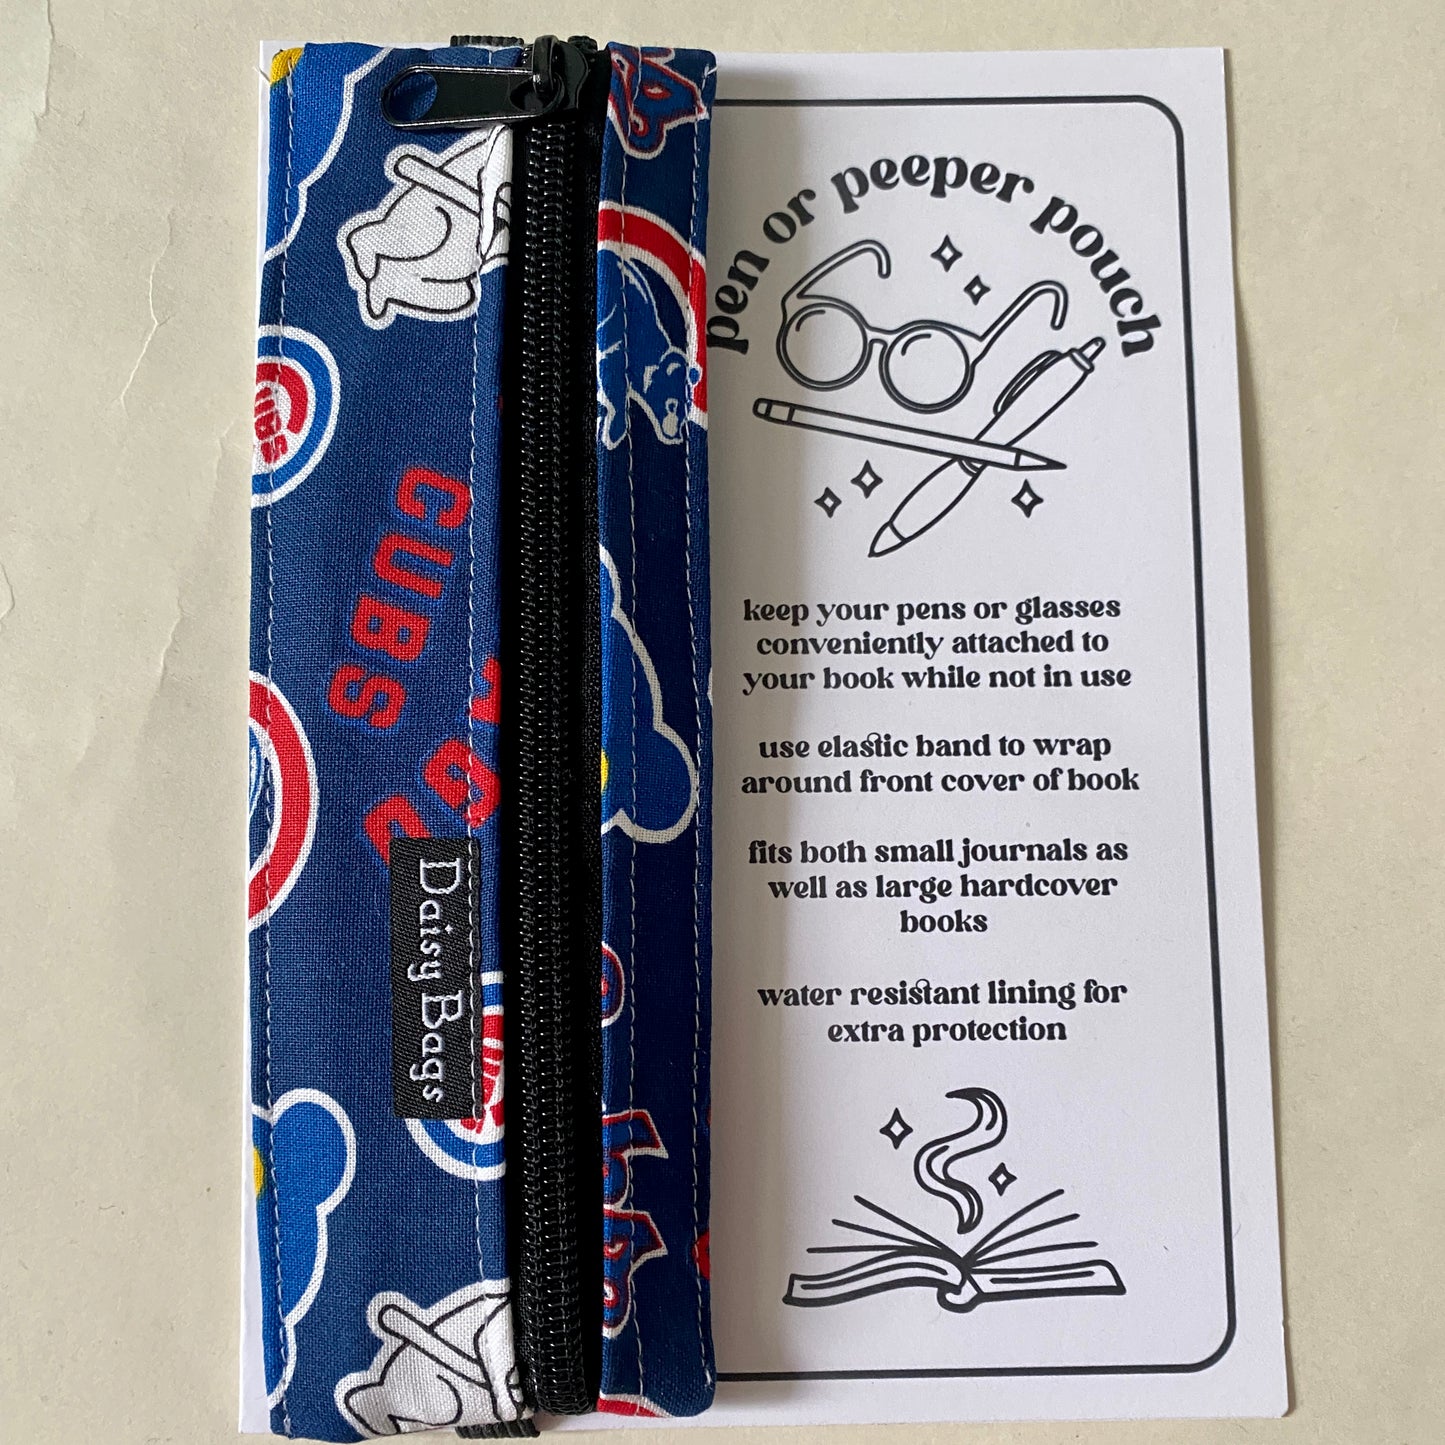 CUBS
CUBS
Daisy Bags
pen or peeper pouch
keep your pens or glasses
conveniently attached to
your book while not in use
use elastic band to wrap
around front cover of book
fits both small journals as
well as large hardcover
books
water resistant lining for
extra protection